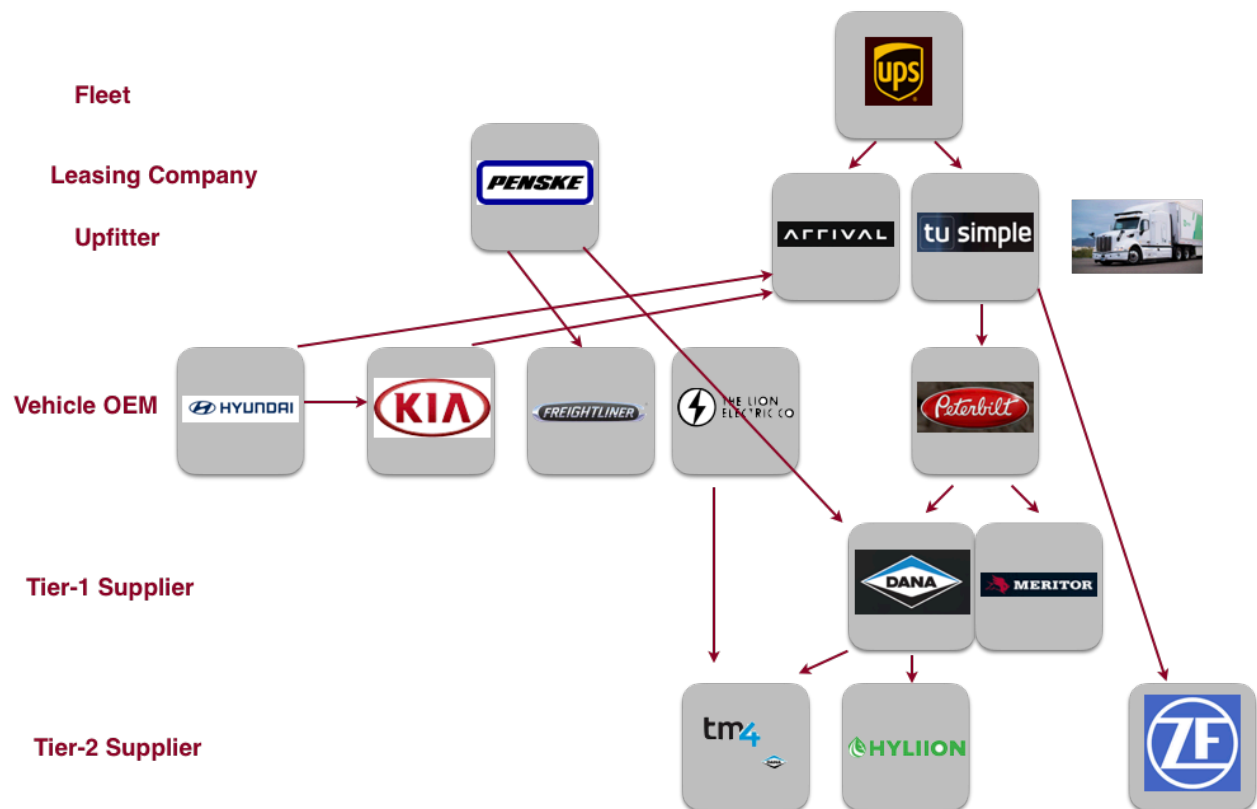 ups
Fleet
Leasing Company
PENSKE
Upfitter
ARRIVAL
tu simple
Vehicle OEM
HYUNDAI
KIA
FREIGHTLINER
THE LION
ELECTRIC CO
Peterbilt
Tier-1 Supplier
DANA
MERITOR
Tier-2 Supplier
tm4
DANA
HYLIION
ZF